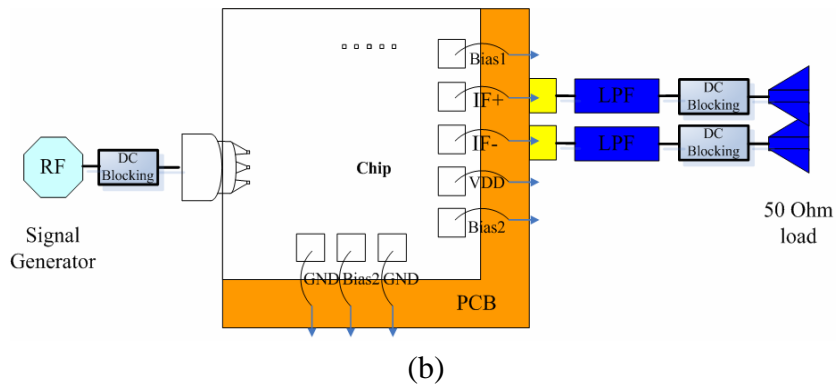 Bias1
IF+
LPF
DC
Blocking
IF-
LPF
DC
Blocking
RF
DC
Blocking
Chip
VDD
Bias2
50 Ohm
load
Signal
Generator
GND Bias2 GND
PCB
(b)